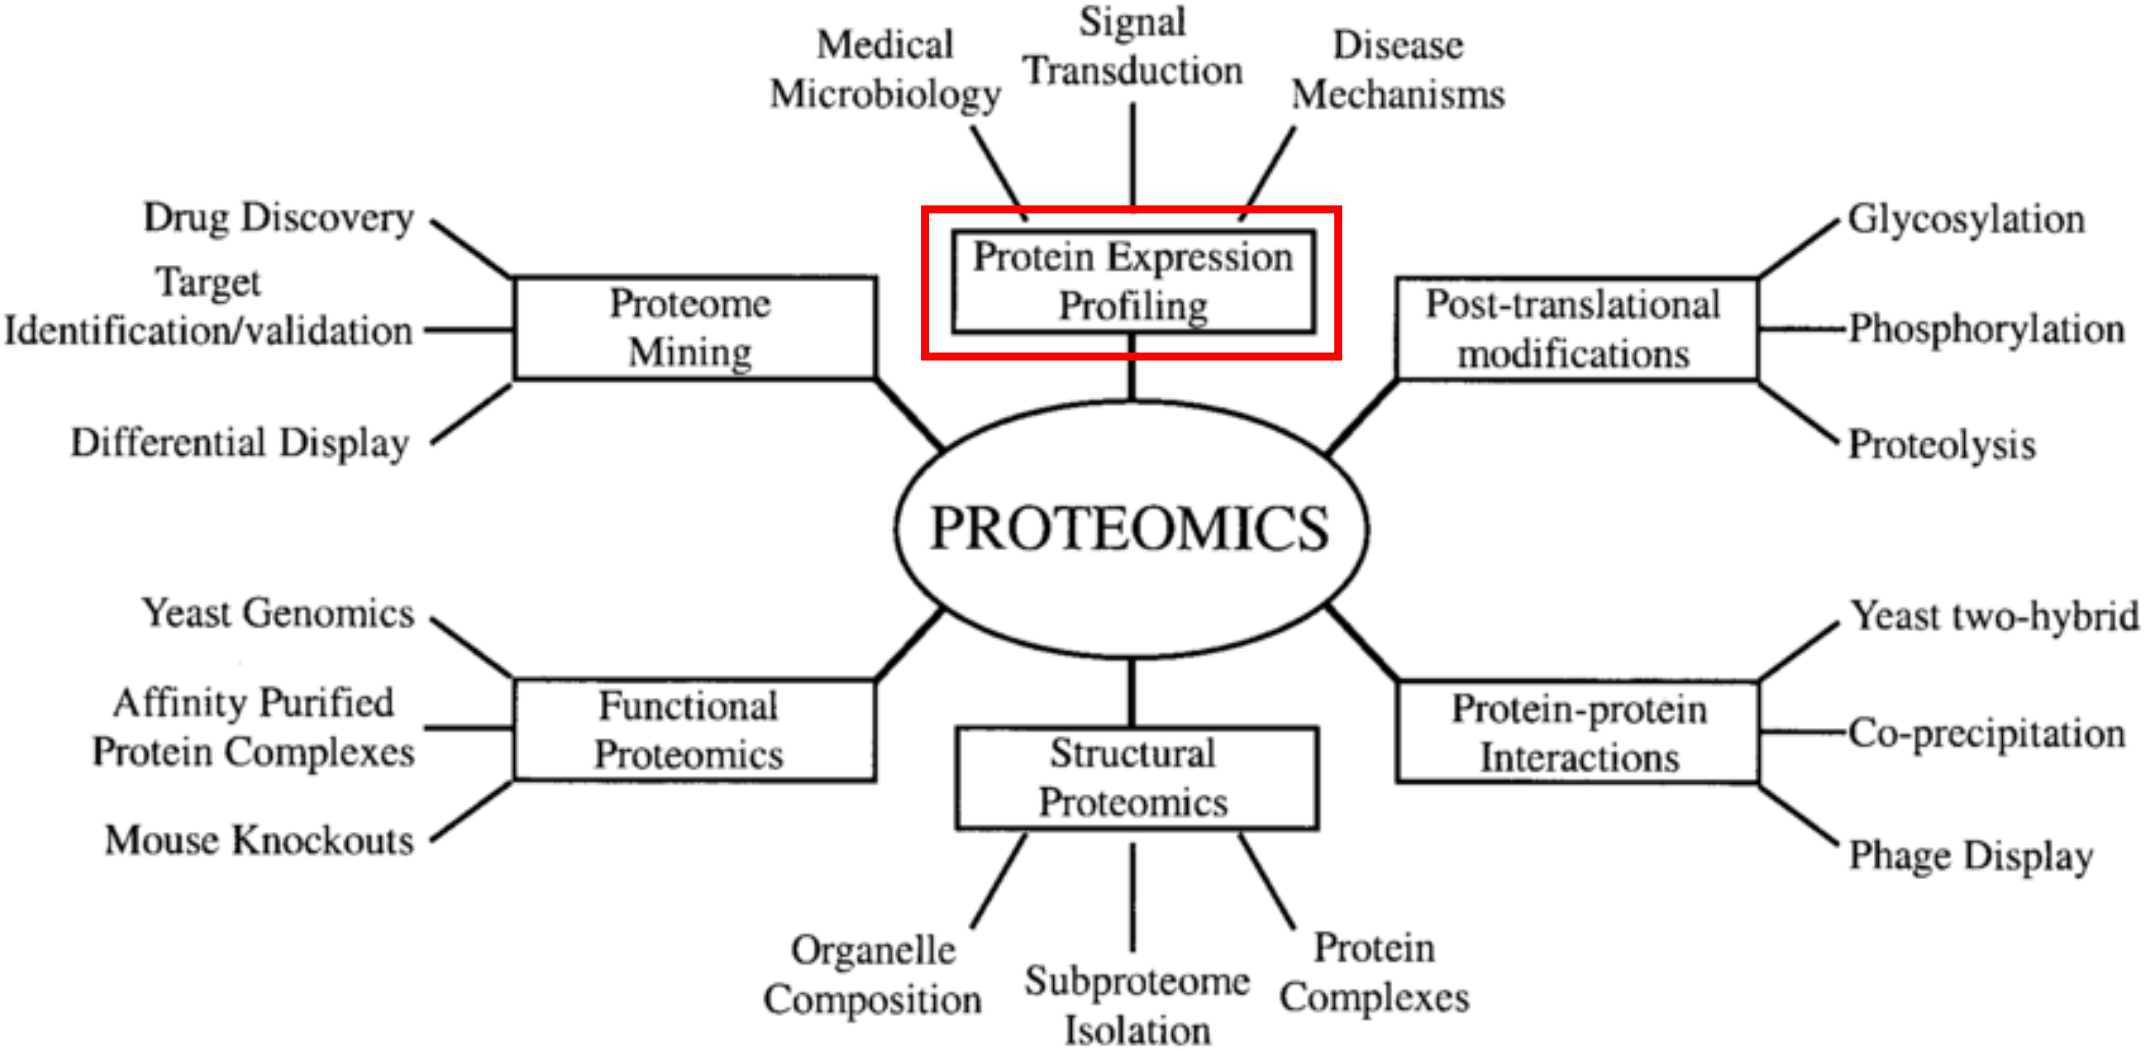 Medical
Microbiology
Signal
Transduction
Disease
Mechanisms
Drug Discovery
Target
Identification/validation
Differential Display
Proteome
Mining
Protein Expression
Profiling
Post-translational
modifications
Glycosylation
Phosphorylation
Proteolysis
PROTEOMICS
Yeast Genomics
Affinity Purified
Protein Complexes
Mouse Knockouts
Functional
Proteomics
Structural
Proteomics
Protein-protein
Interactions
Yeast two-hybrid
Co-precipitation
Phage Display
Organelle
Composition
Subproteome
Isolation
Protein
Complexes